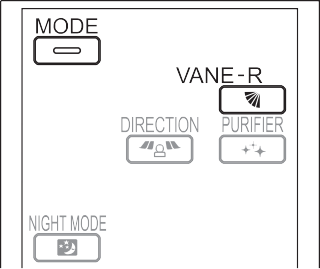 MODE
VANE-R
DIRECTION PURIFIER
NIGHT MODE